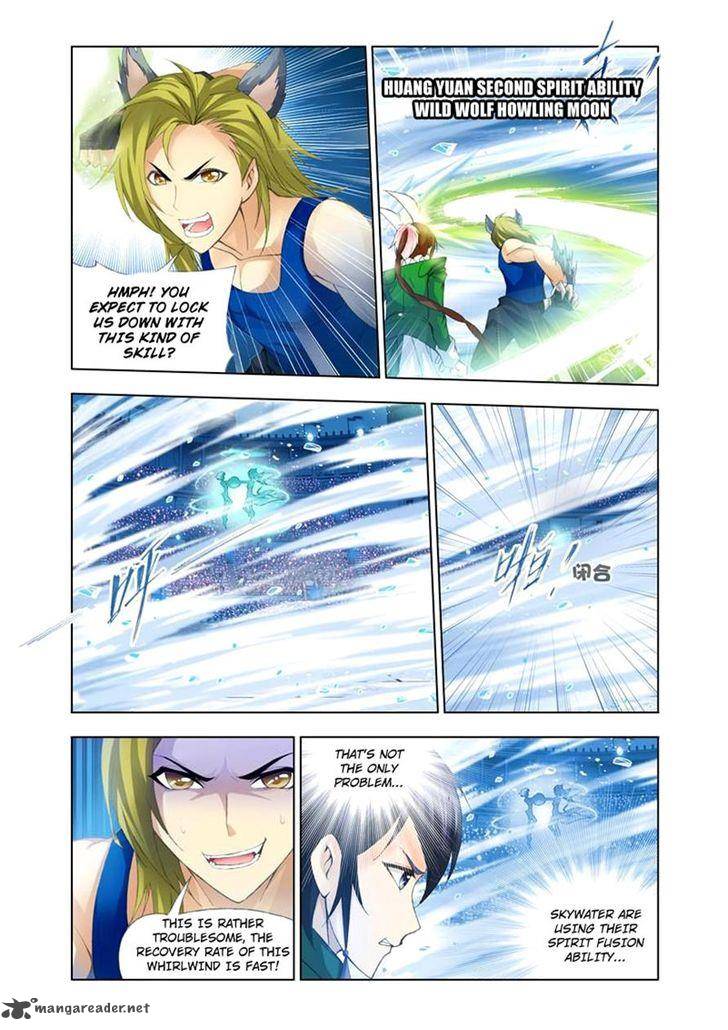 HUANG YUAN SECOND SPIRIT ABILITY
WILD WOLF HOWLING MOON
HMPH! YOU
EXPECT TO LOCK
US DOWN WITH
THIS KIND OF
SKILL?
呼
啪!
闭合
THAT'S NOT
THE ONLY
PROBLEM...
THIS IS RATHER
TROUBLESOME, THE
RECOVERY RATE OF THIS
WHIRLWIND IS FAST!
SKYWATER ARE
USING THEIR
SPIRIT FUSION
ABILITY...
mangareader.net